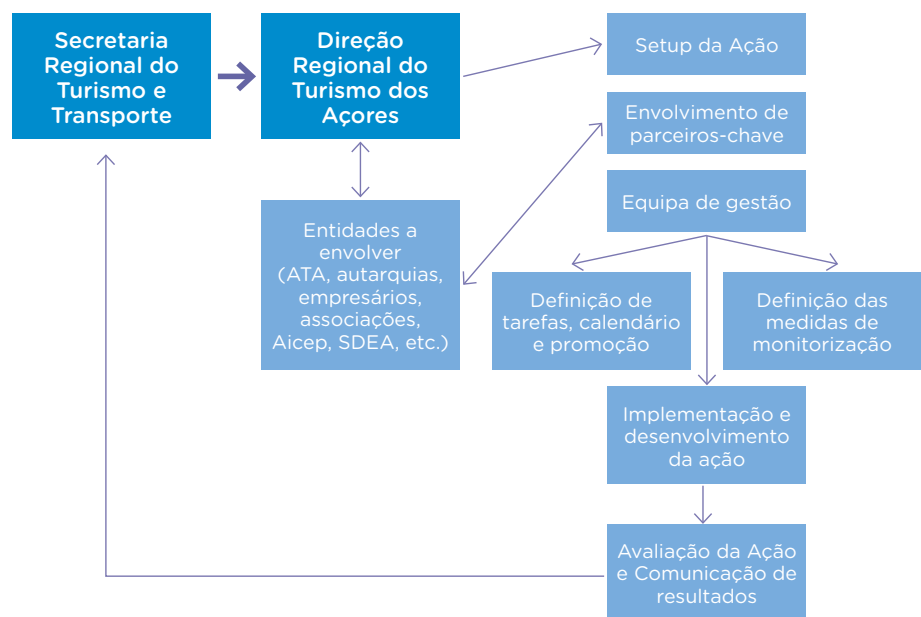 Secretaria
Regional do
Turismo e
Transporte
Direção
Regional do
Turismo dos
Açores
Setup da Ação
Envolvimento de
parceiros-chave
Equipa de gestão
Entidades a
envolver
(ATA, autarquias,
empresários,
associações,
Aicep, SDEA, etc.)
Definição de
tarefas, calendário
e promoção
Definição das
medidas de
monitorização
Implementação e
desenvolvimento
da ação
Avaliação da Ação
e Comunicação de
resultados